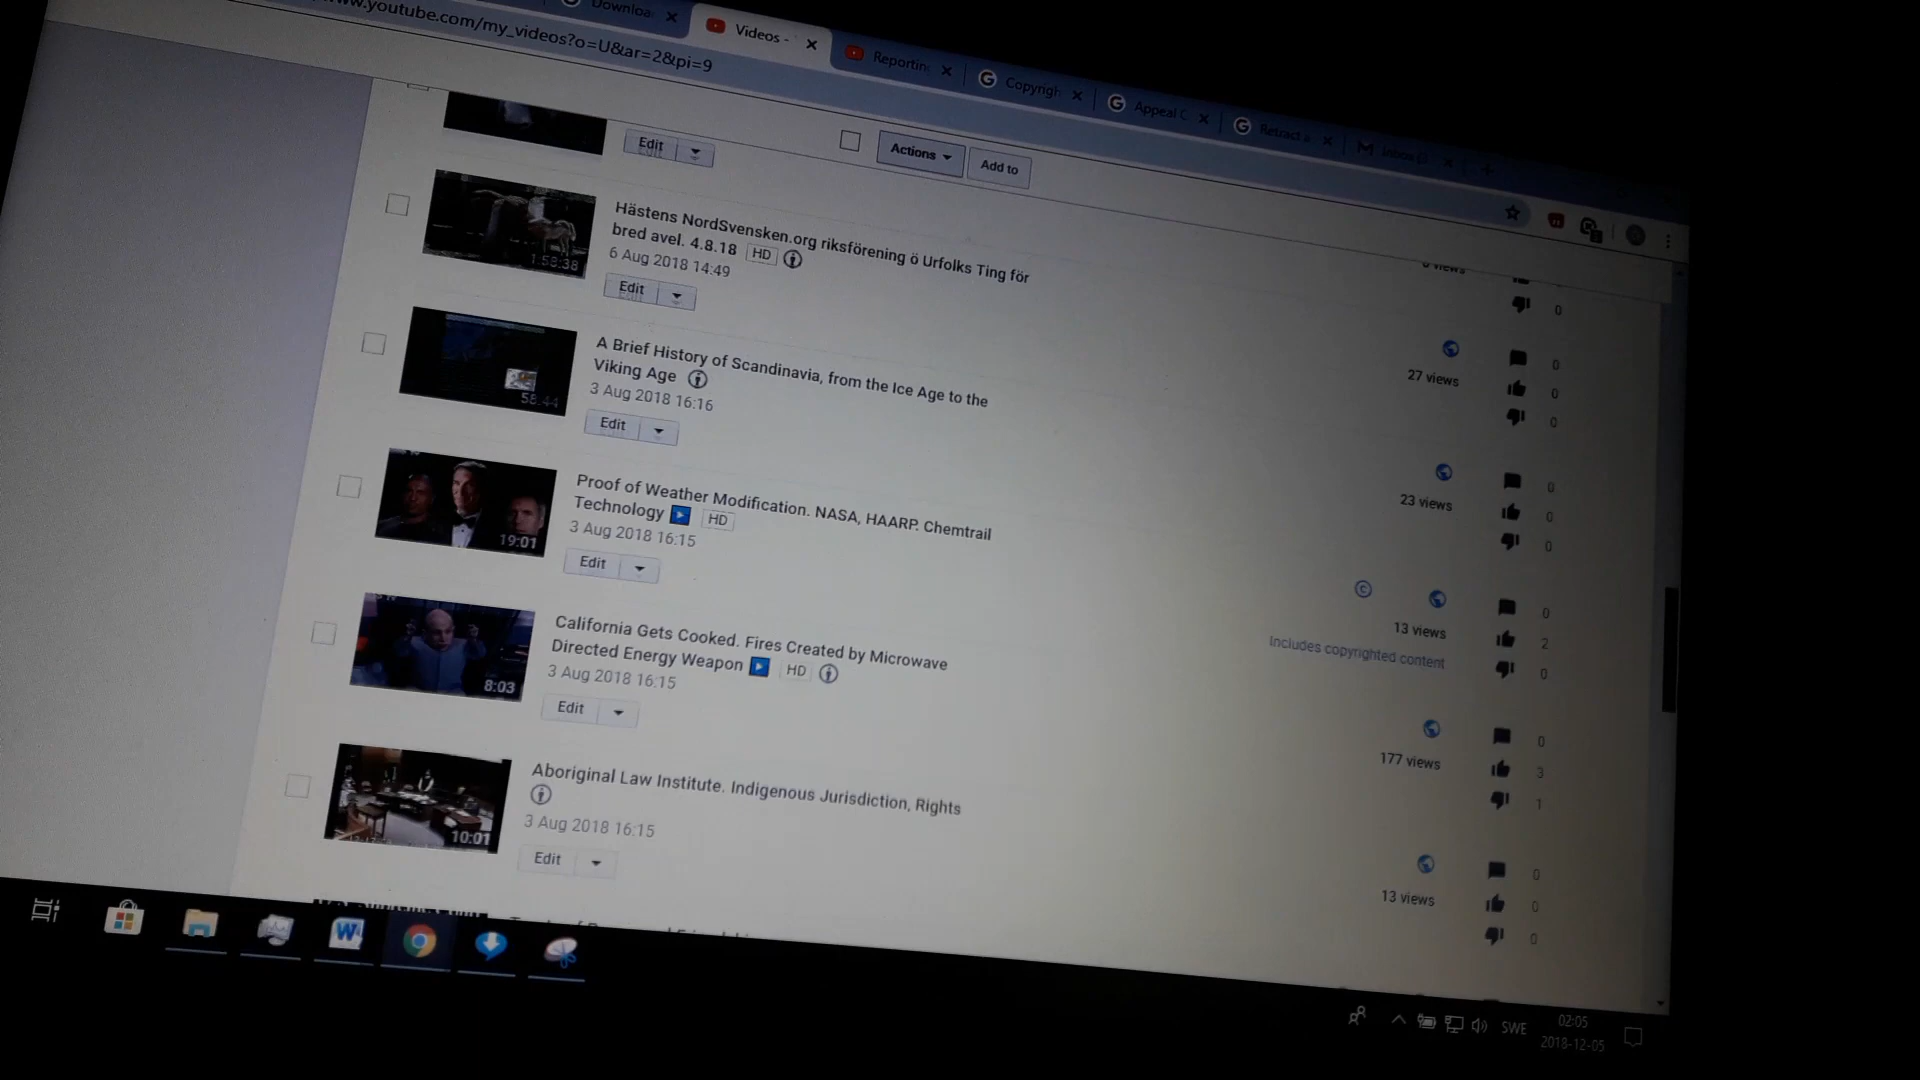 Downloa
Videos -
Reportin
Copyrigh
Appeal C
Retract a
Inbox
www.youtube.com/my_videos?o=U&ar=2&pi=9
Edit
Actions
Add to
Hästens NordSvensken.org riksförening ö Urfolks Ting för
bred avel. 4.8.18 HD
6 Aug 2018 14:49
1:58:38
Edit
0 views
0
27 views
0
0
0
A Brief History of Scandinavia, from the Ice Age to the
Viking Age
3 Aug 2018 16:16
58:44
Edit
23 views
0
0
0
Proof of Weather Modification. NASA, HAARP. Chemtrail
Technology HD
3 Aug 2018 16:15
19:01
Edit
13 views
Includes copyrighted content
0
2
0
California Gets Cooked. Fires Created by Microwave
Directed Energy Weapon HD
3 Aug 2018 16:15
8:03
Edit
177 views
0
3
1
Aboriginal Law Institute. Indigenous Jurisdiction, Rights
3 Aug 2018 16:15
10:01
Edit
13 views
0
0
0
SWE
02:05
2018-12-05